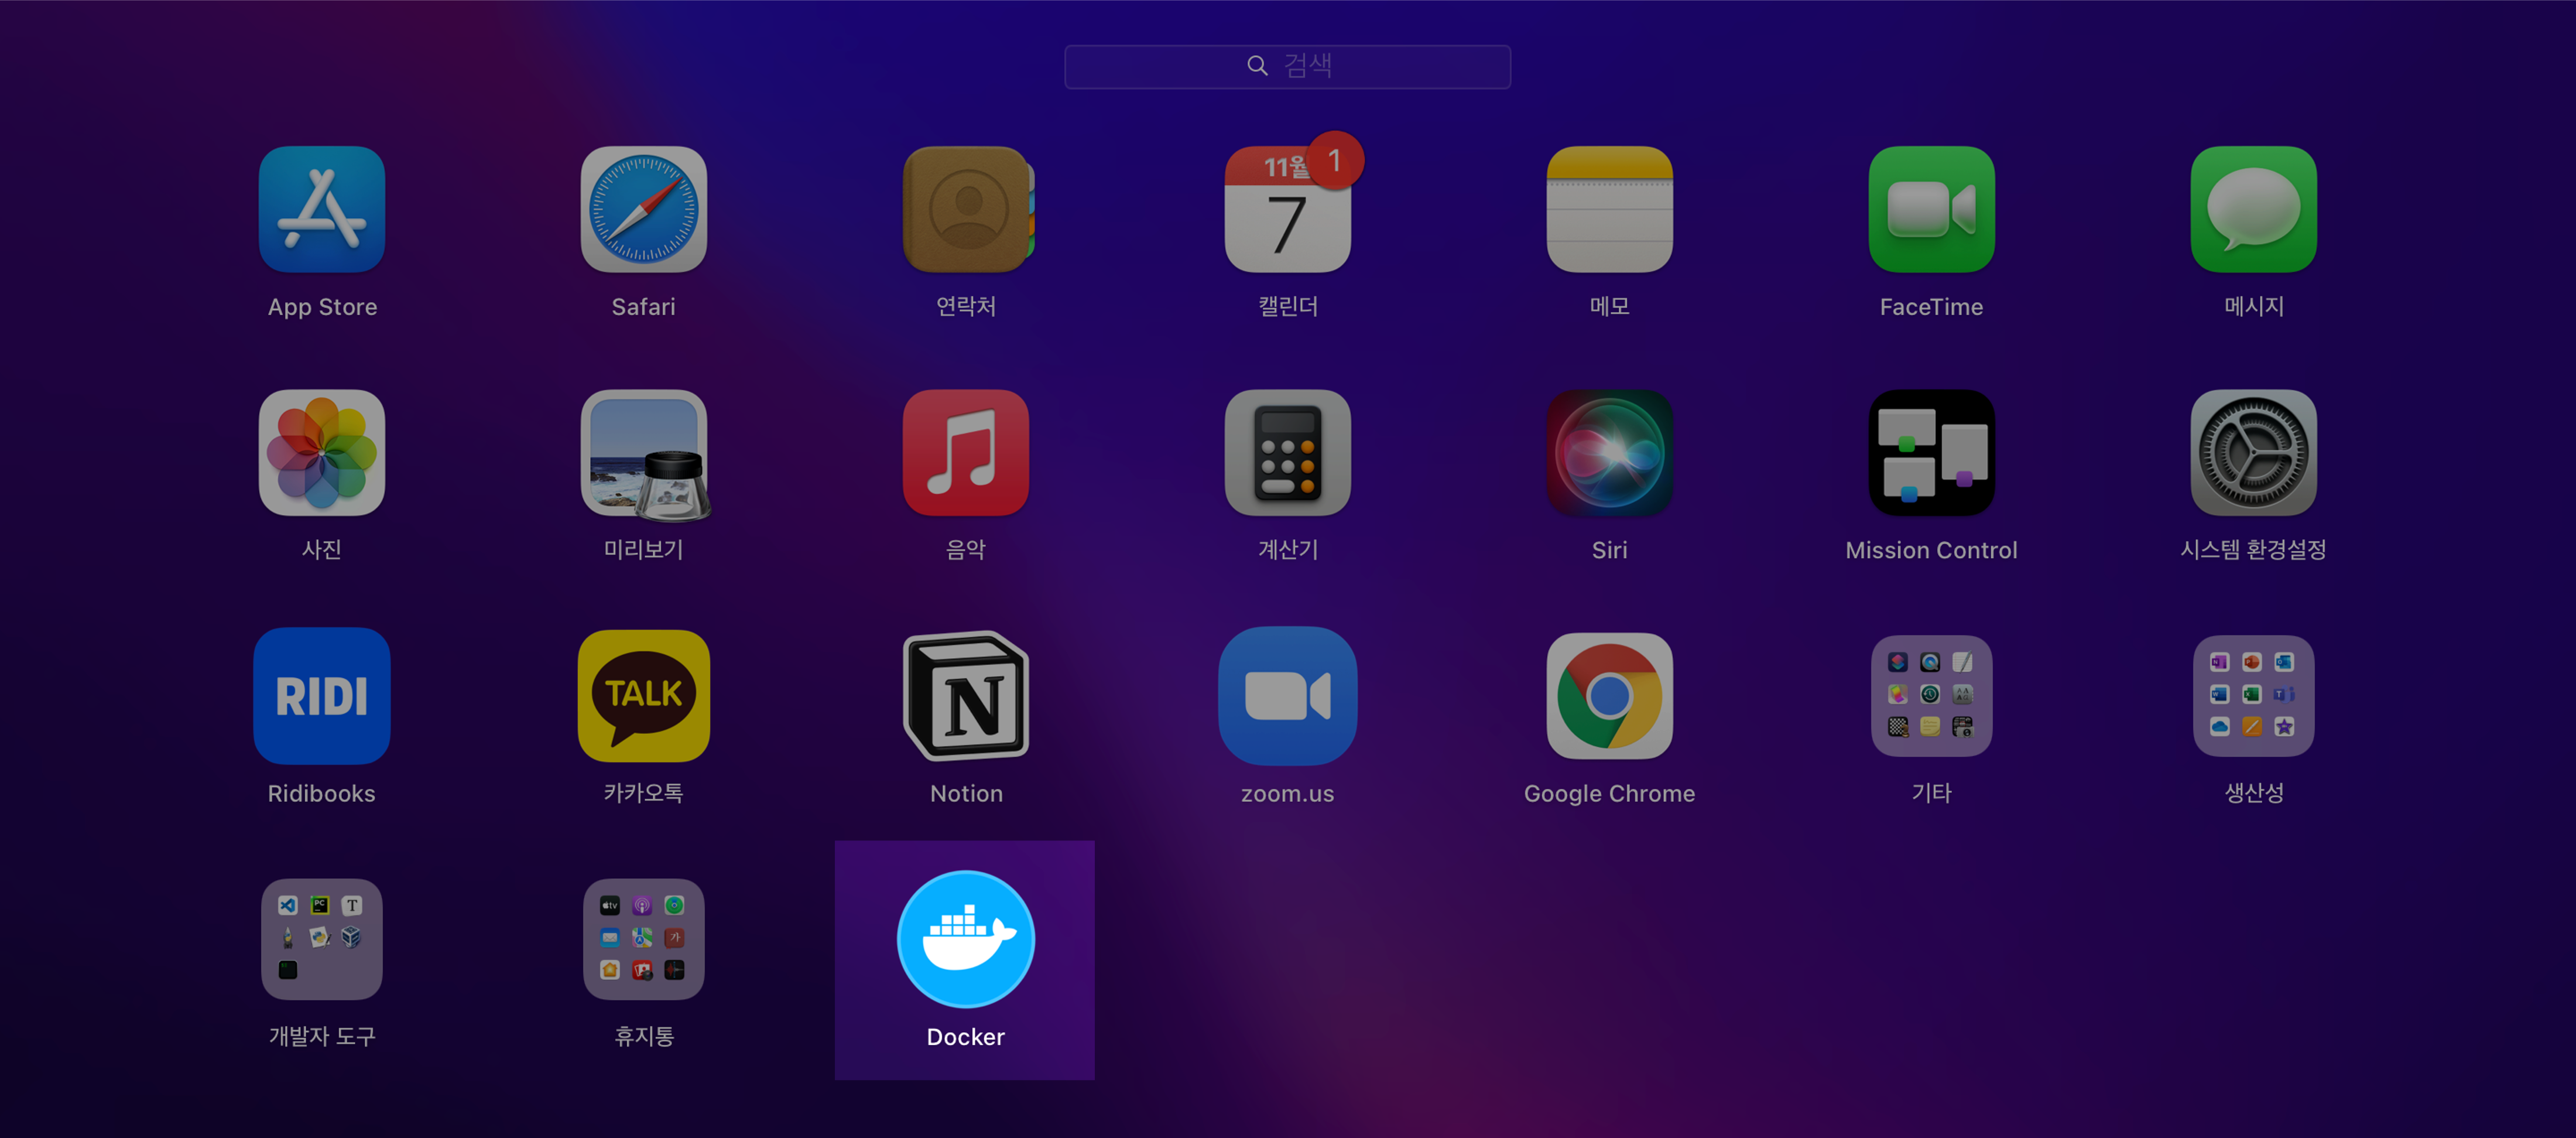 검색
11월
1
7
App Store
Safari
연락처
캘린더
메모
FaceTime
메시지
사진
미리보기
음악
계산기
Siri
Mission Control
시스템 환경설정
RIDI
TALK
N
Ridibooks
카카오톡
Notion
zoom.us
Google Chrome
기타
생산성
PC
T
tv
가
개발자 도구
휴지통
Docker